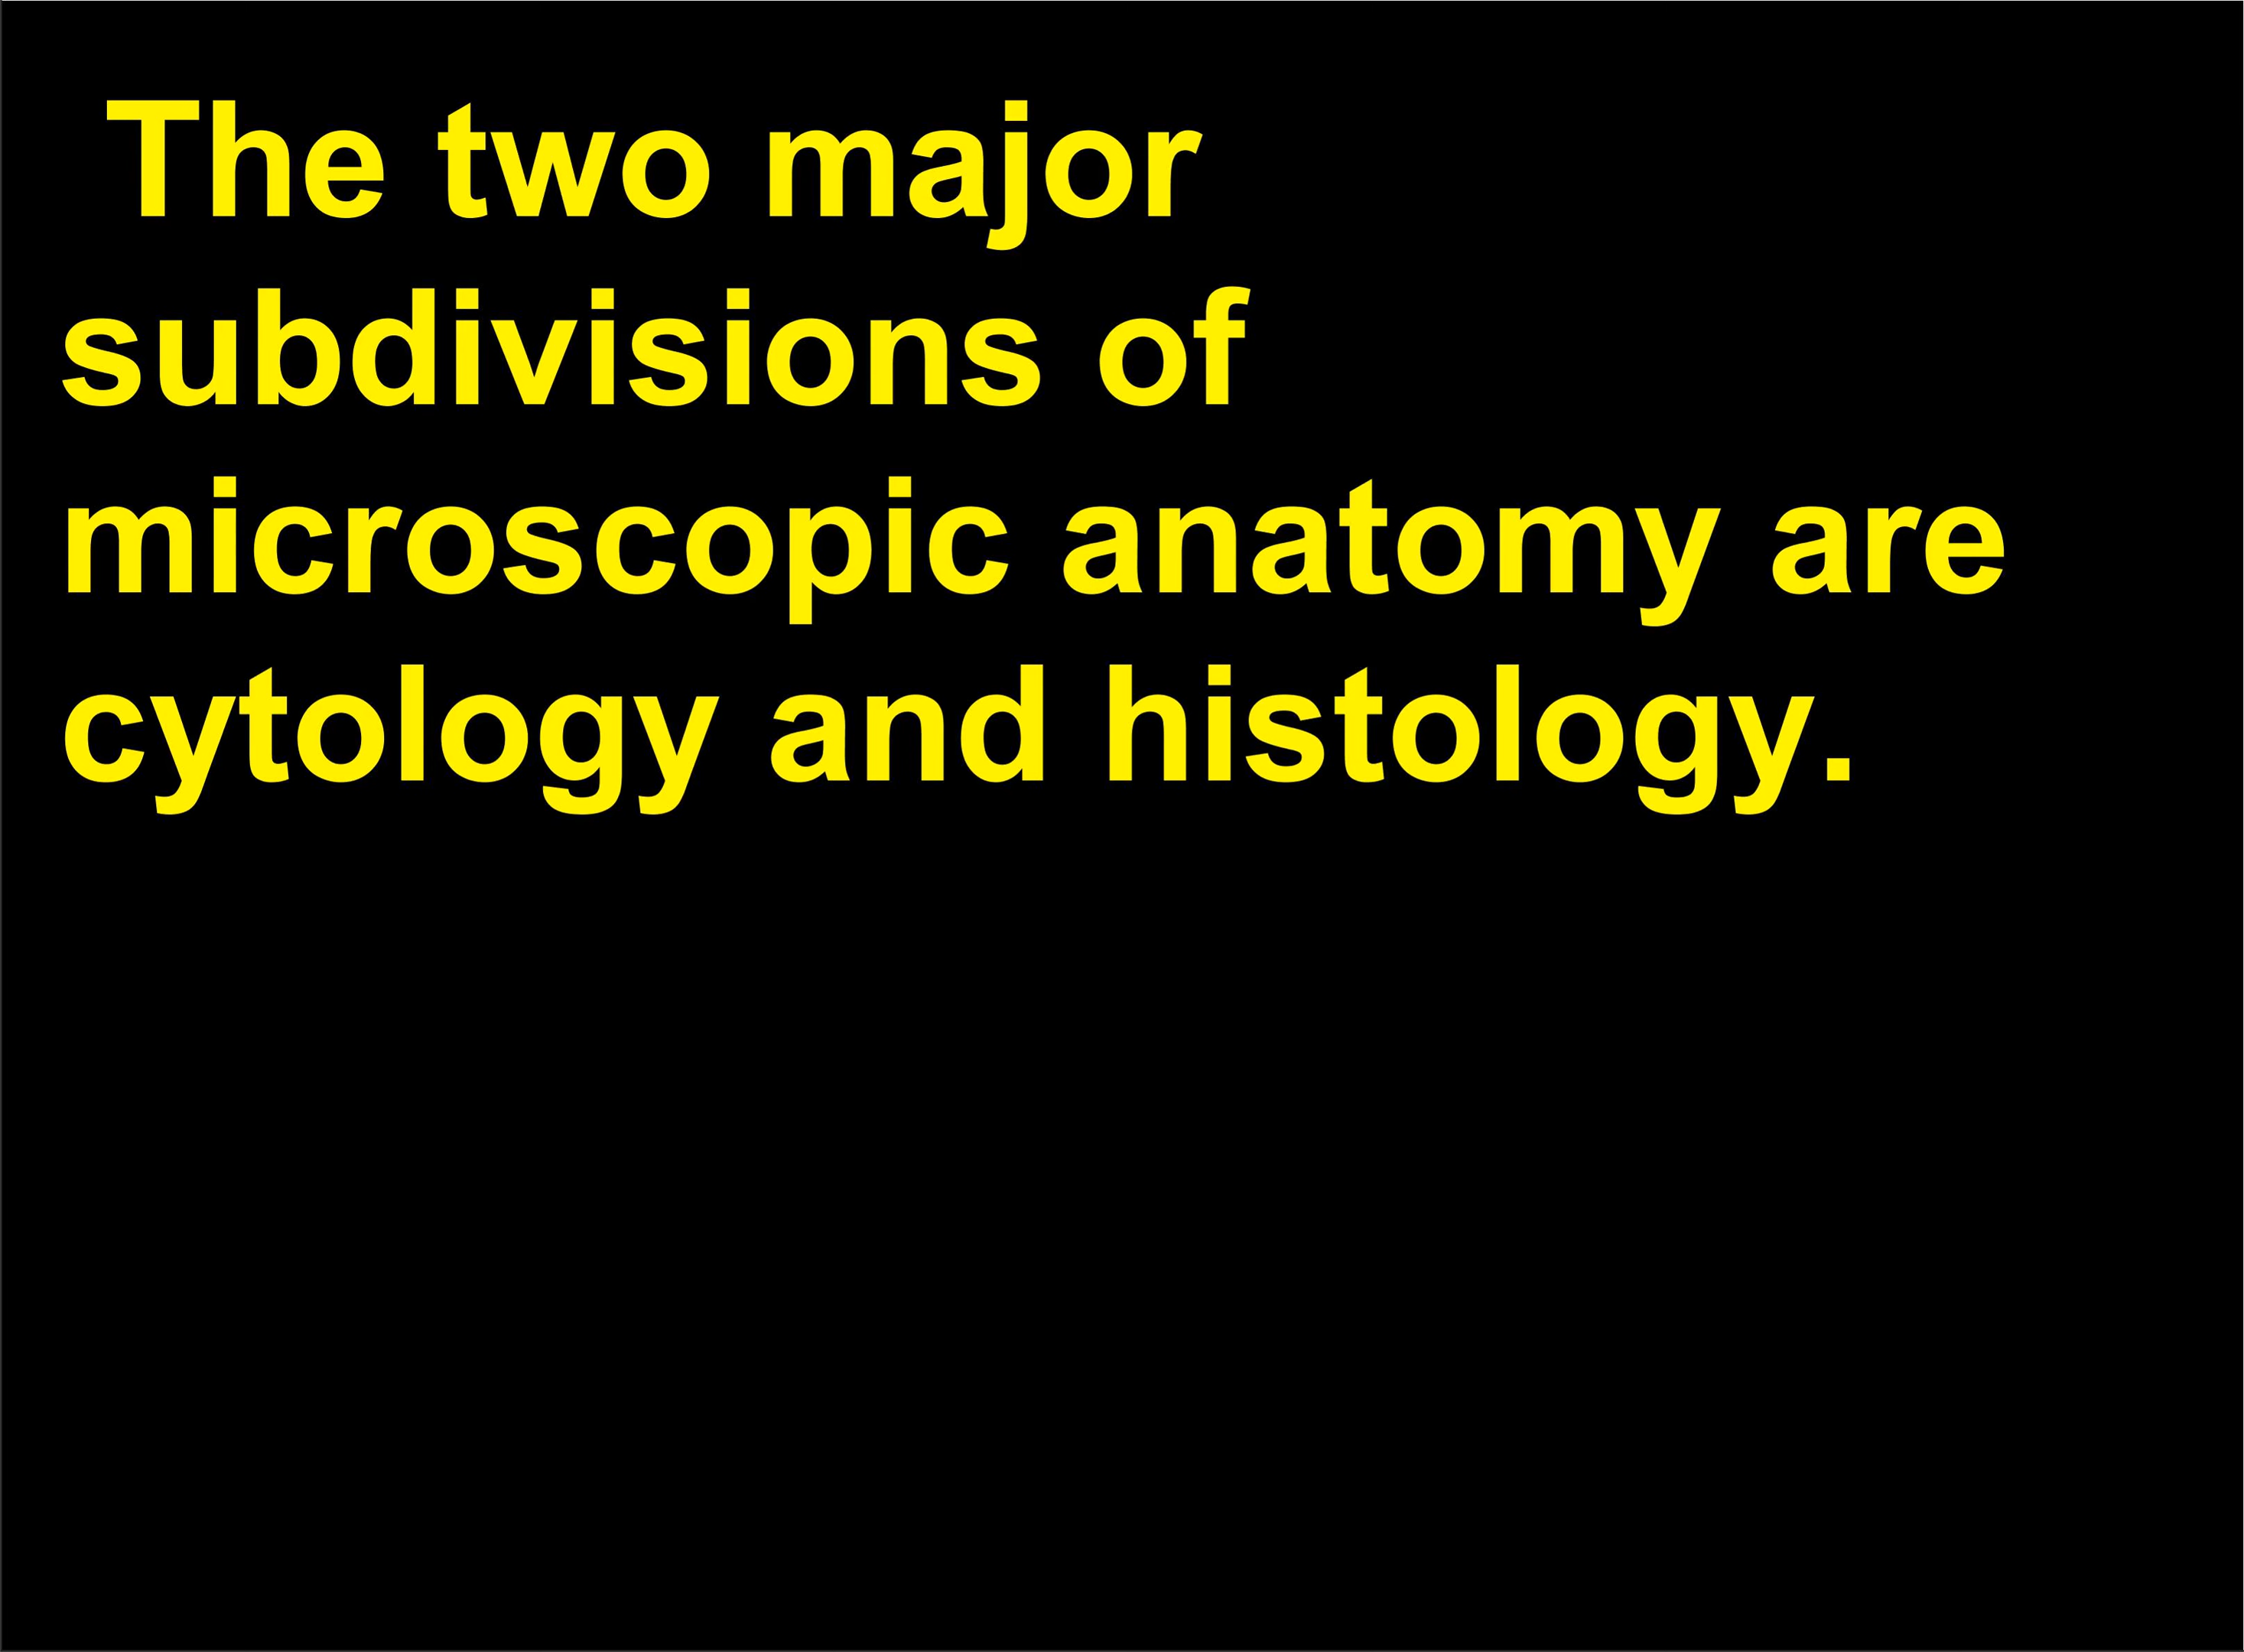 The two major
subdivisions of
microscopic anatomy are
cytology and histology.